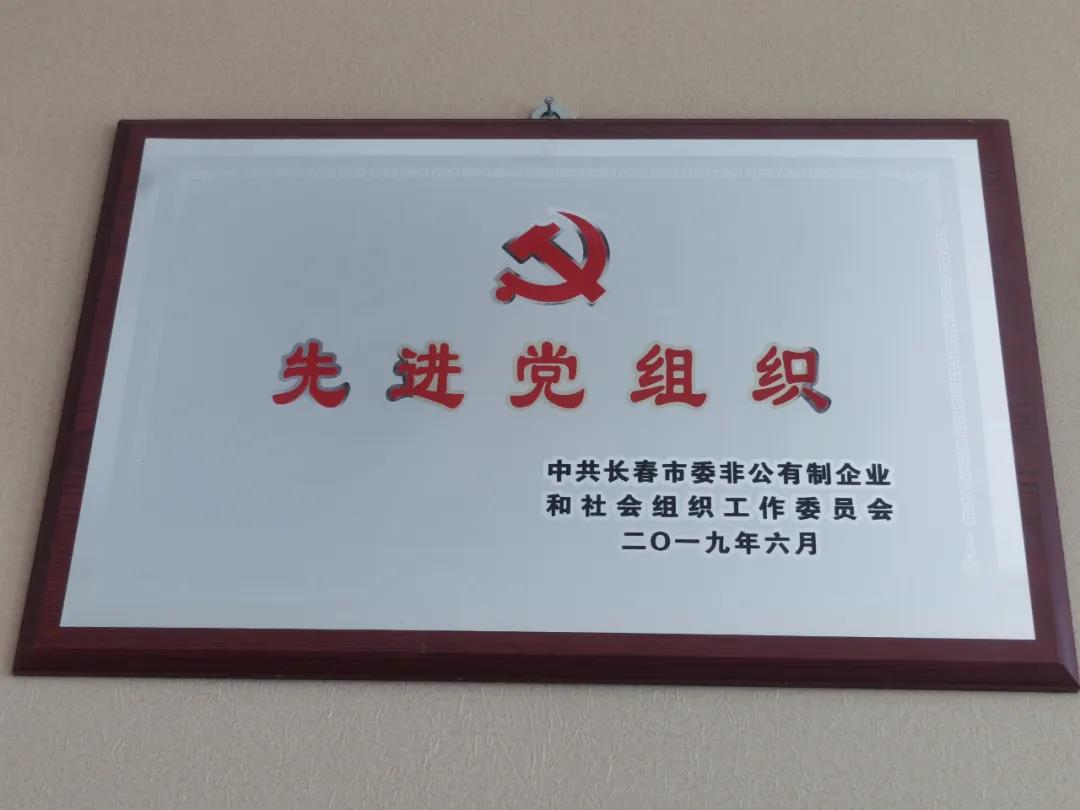 先进党组织
中共长春市委非公有制企业
和社会组织工作委员会
二〇一九年六月